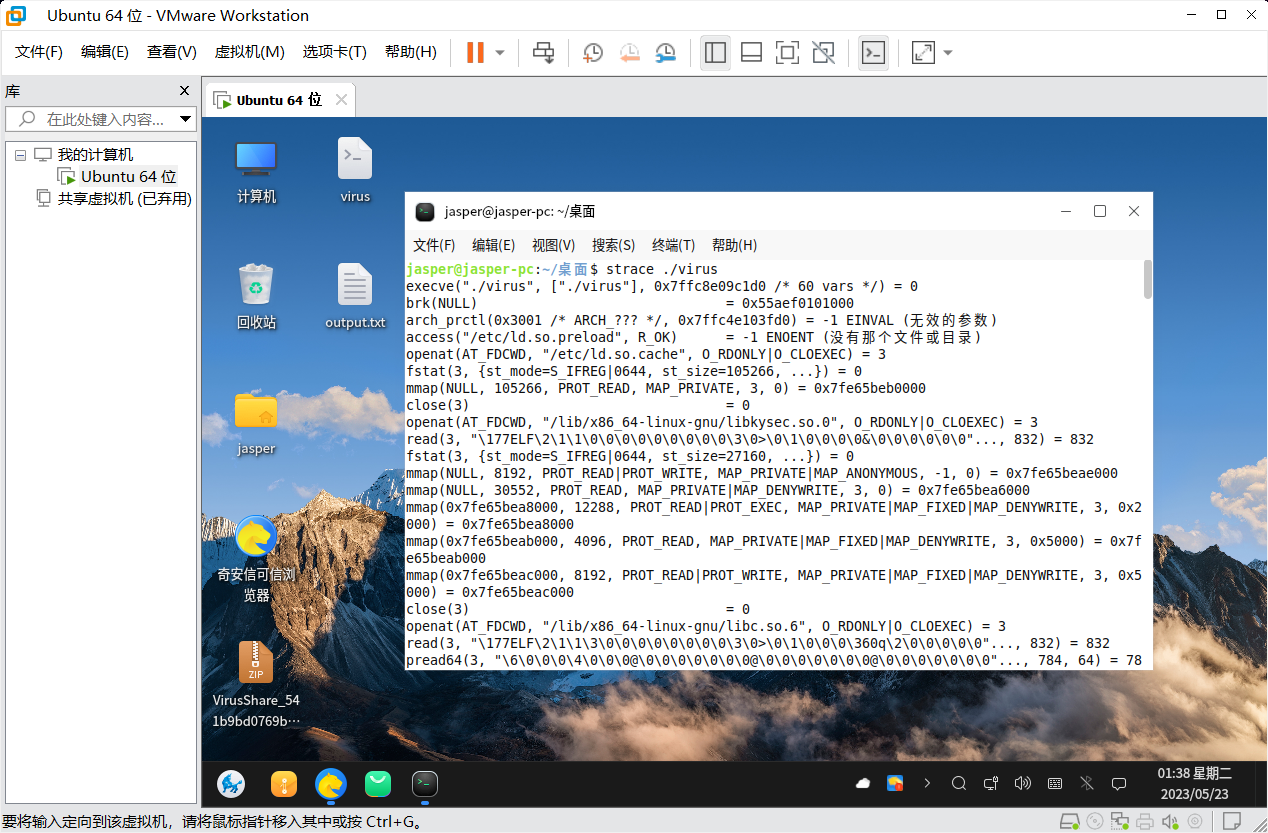 Ubuntu 64 位 - VMware Workstation
文件(F) 编辑(E) 查看(V) 虚拟机(M) 选项卡(T) 帮助(H)
库
在此处键入内容...
我的计算机
Ubuntu 64 位
共享虚拟机 (已弃用)
Ubuntu 64 位
计算机
virus
回收站
output.txt
jasper
奇安信可信浏
览器
ZIP
VirusShare_54
1b9bd0769b…
jasper@jasper-pc: ~/桌面
文件(F) 编辑(E) 视图(V) 搜索(S) 终端(T) 帮助(H)
jasper@jasper-pc:~/桌面$ strace ./virus
execve("./virus", ["./virus"], 0x7ffc8e09c1d0 /* 60 vars */) = 0
brk(NULL) = 0x55aef0101000
arch_prctl(0x3001 /* ARCH_??? */, 0x7ffc4e103fd0) = -1 EINVAL (无效的参数)
access("/etc/ld.so.preload", R_OK) = -1 ENOENT (没有那个文件或目录)
openat(AT_FDCWD, "/etc/ld.so.cache", O_RDONLY|O_CLOEXEC) = 3
fstat(3, {st_mode=S_IFREG|0644, st_size=105266, ...}) = 0
mmap(NULL, 105266, PROT_READ, MAP_PRIVATE, 3, 0) = 0x7fe65beb0000
close(3) = 0
openat(AT_FDCWD, "/lib/x86_64-linux-gnu/libkysec.so.0", O_RDONLY|O_CLOEXEC) = 3
read(3, "\177ELF\2\1\1\0\0\0\0\0\0\0\0\0\3\0>\0\1\0\0\0\0&\0\0\0\0\0\0"..., 832) = 832
fstat(3, {st_mode=S_IFREG|0644, st_size=27160, ...}) = 0
mmap(NULL, 8192, PROT_READ|PROT_WRITE, MAP_PRIVATE|MAP_ANONYMOUS, -1, 0) = 0x7fe65beae000
mmap(NULL, 30552, PROT_READ, MAP_PRIVATE|MAP_DENYWRITE, 3, 0) = 0x7fe65bea6000
mmap(0x7fe65bea8000, 12288, PROT_READ|PROT_EXEC, MAP_PRIVATE|MAP_FIXED|MAP_DENYWRITE, 3, 0x2
000) = 0x7fe65bea8000
mmap(0x7fe65beab000, 4096, PROT_READ, MAP_PRIVATE|MAP_FIXED|MAP_DENYWRITE, 3, 0x5000) = 0x7f
e65beab000
mmap(0x7fe65beac000, 8192, PROT_READ|PROT_WRITE, MAP_PRIVATE|MAP_FIXED|MAP_DENYWRITE, 3, 0x5
000) = 0x7fe65beac000
close(3) = 0
openat(AT_FDCWD, "/lib/x86_64-linux-gnu/libc.so.6", O_RDONLY|O_CLOEXEC) = 3
read(3, "\177ELF\2\1\1\3\0\0\0\0\0\0\0\0\3\0>\0\1\0\0\0\360q\2\0\0\0\0\0"..., 832) = 832
pread64(3, "\6\0\0\0\4\0\0\0@\0\0\0\0\0\0\0@\0\0\0\0\0\0\0@\0\0\0\0\0\0\0"..., 784, 64) = 78
01:38 星期二
2023/05/23
要将输入定向到该虚拟机，请将鼠标指针移入其中或按 Ctrl+G。